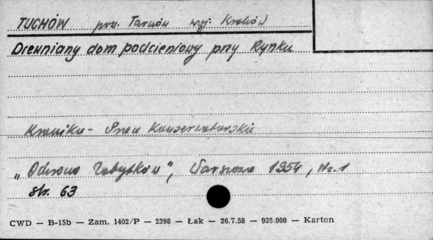 TUCHÓW pow. Tarnów woj. Kraków
Drewniany dom podcieniowy przy Rynku
Kronika - Prace Konserwatorskie
„Ochrona Zabytków", Warszawa 1954, Nr. 1
str. 63
CWD — B-15b — Zam. 1402/P — 2398 — Łak — 26.7.58 — 935.000 — Karton